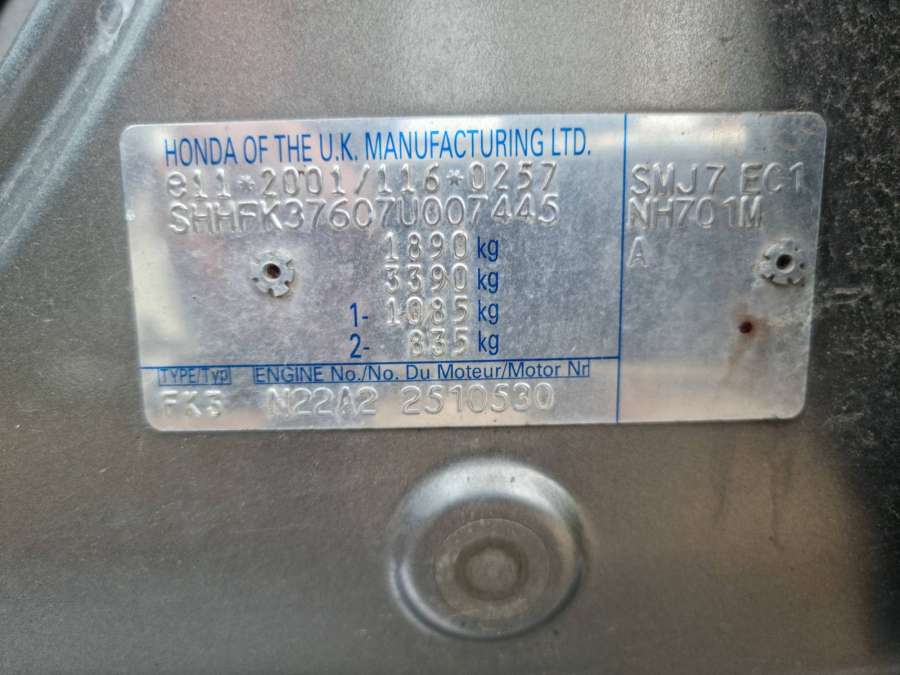 HONDA OF THE U.K. MANUFACTURING LTD.
e11*2001/116*0257
SHHFK37607U007445
1890 kg
3390 kg
1- 1085 kg
2- 835 kg
TYPE/Typ ENGINE No./No. Du Moteur/Motor Nr
FK3 N22A2 2510530
SMJ7 EC1
NH701M
A